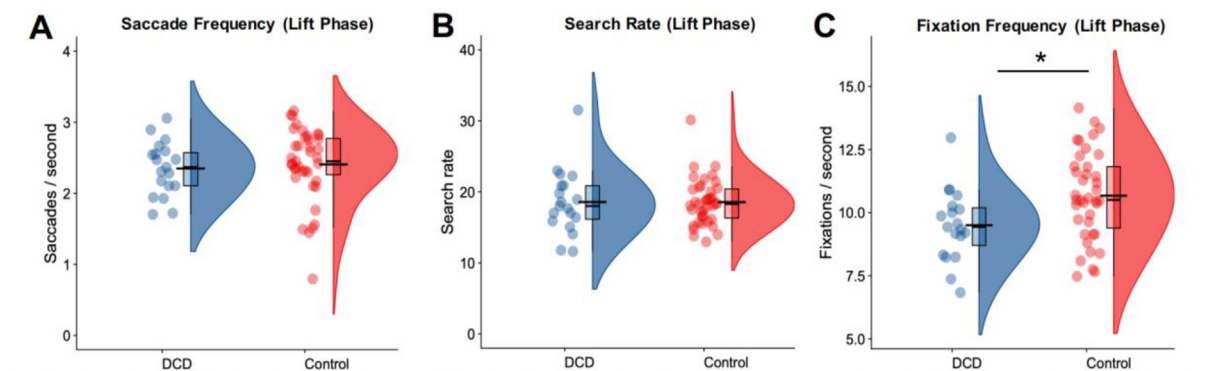 A
Saccade Frequency (Lift Phase)
Saccades / second
4
3
2
1
0
DCD
Control
B
Search Rate (Lift Phase)
Search rate
40
30
20
10
0
DCD
Control
C
Fixation Frequency (Lift Phase)
*
Fixations / second
15.0
12.5
10.0
7.5
5.0
DCD
Control